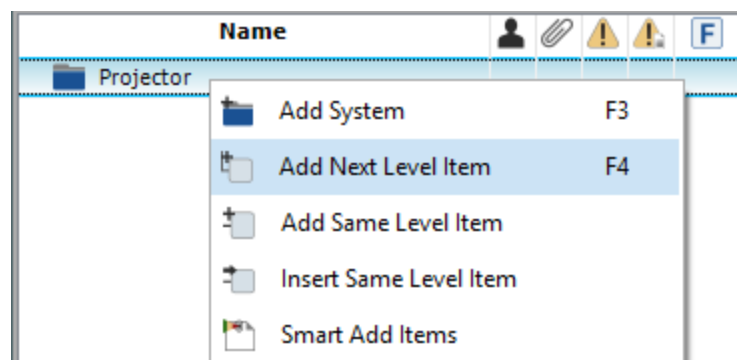 Name F
Projector
Add System F3
Add Next Level Item F4
Add Same Level Item
Insert Same Level Item
Smart Add Items